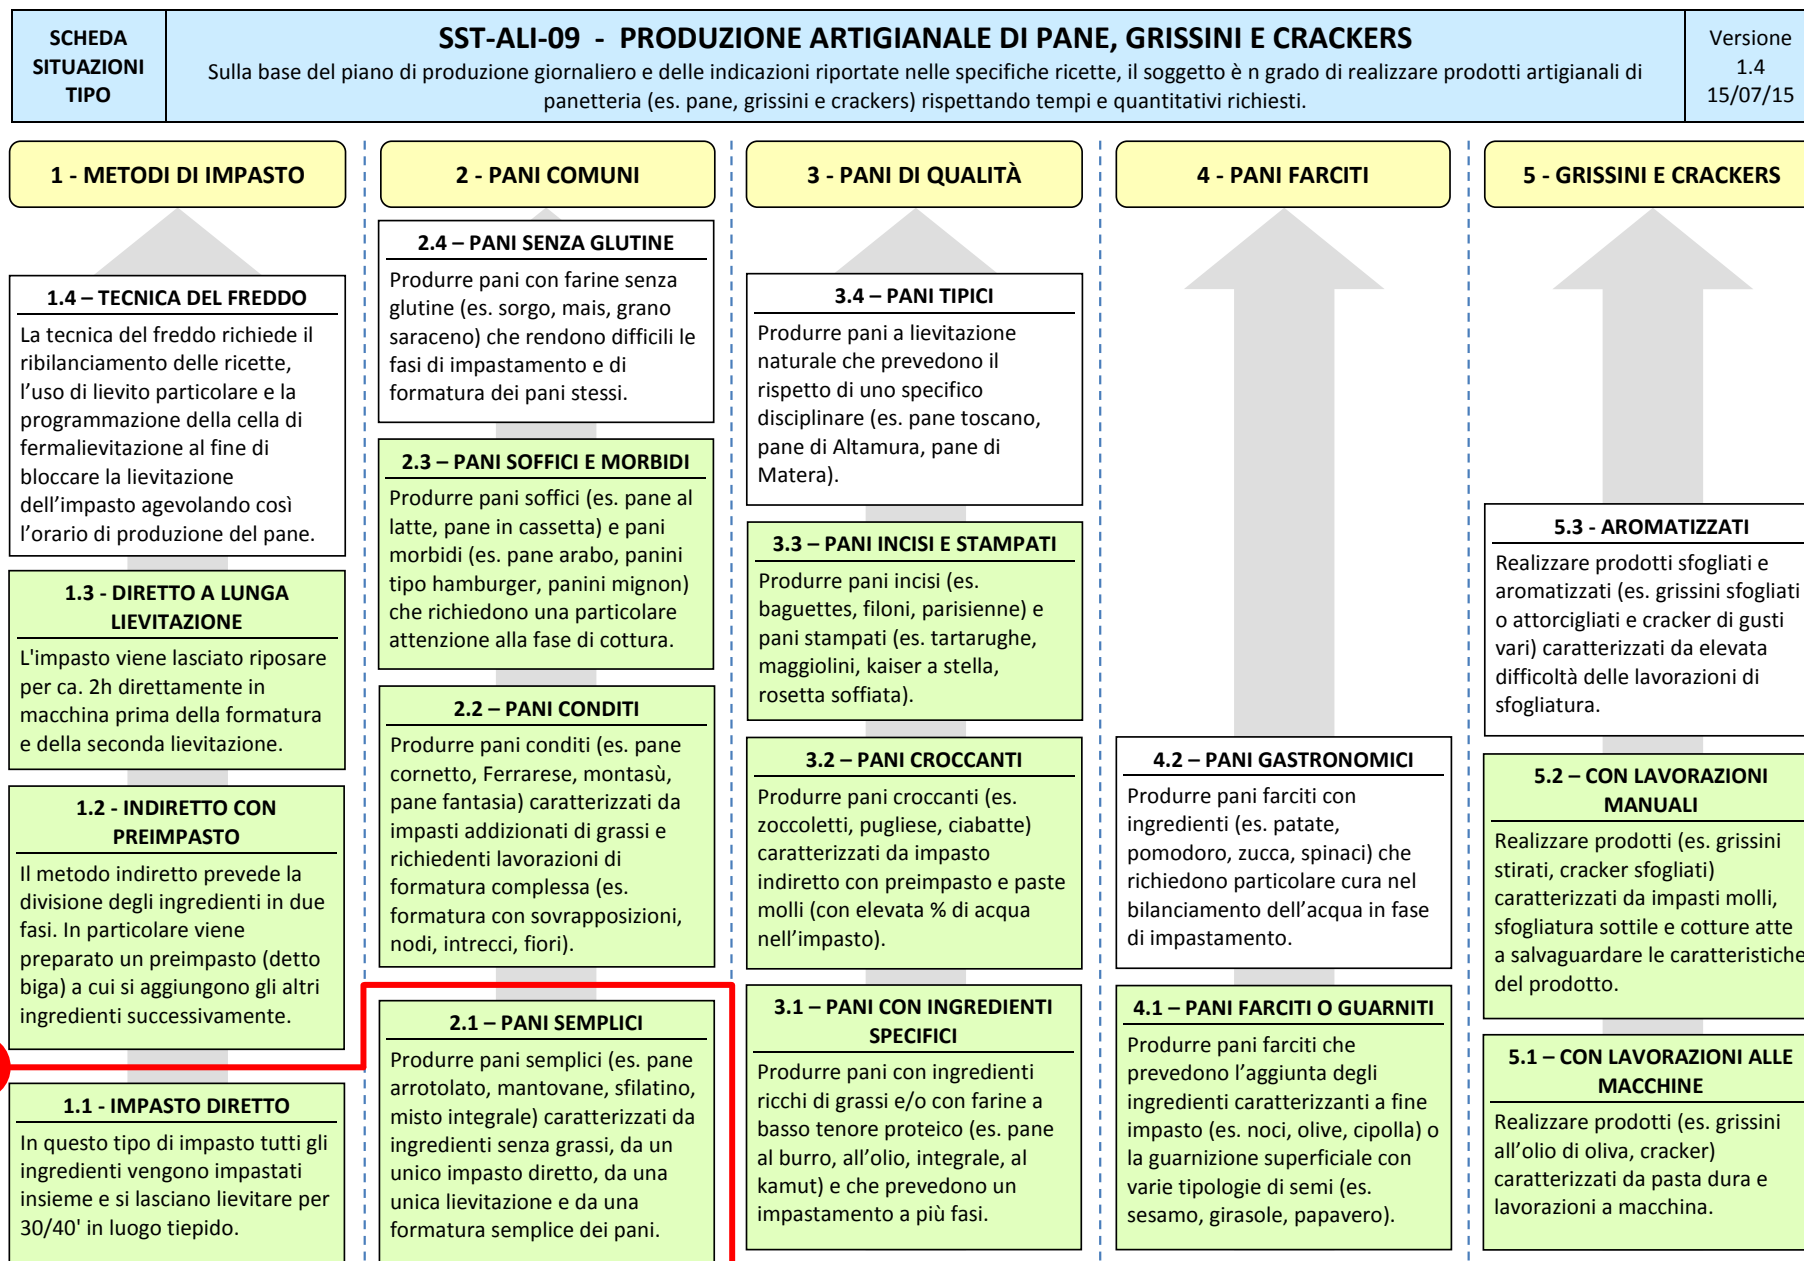 SCHEDA
SITUAZIONI
TIPO
SST-ALI-09 - PRODUZIONE ARTIGIANALE DI PANE, GRISSINI E CRACKERS
Sulla base del piano di produzione giornaliero e delle indicazioni riportate nelle specifiche ricette, il soggetto è n grado di realizzare prodotti artigianali di
panetteria (es. pane, grissini e crackers) rispettando tempi e quantitativi richiesti.
Versione
1.4
15/07/15
1 - METODI DI IMPASTO
1.4 – TECNICA DEL FREDDO
La tecnica del freddo richiede il
ribilanciamento delle ricette,
l’uso di lievito particolare e la
programmazione della cella di
fermalievitazione al fine di
bloccare la lievitazione
dell’impasto agevolando così
l’orario di produzione del pane.
1.3 - DIRETTO A LUNGA
LIEVITAZIONE
L'impasto viene lasciato riposare
per ca. 2h direttamente in
macchina prima della formatura
e della seconda lievitazione.
1.2 - INDIRETTO CON
PREIMPASTO
Il metodo indiretto prevede la
divisione degli ingredienti in due
fasi. In particolare viene
preparato un preimpasto (detto
biga) a cui si aggiungono gli altri
ingredienti successivamente.
1.1 - IMPASTO DIRETTO
In questo tipo di impasto tutti gli
ingredienti vengono impastati
insieme e si lasciano lievitare per
30/40' in luogo tiepido.
2 - PANI COMUNI
2.4 – PANI SENZA GLUTINE
Produrre pani con farine senza
glutine (es. sorgo, mais, grano
saraceno) che rendono difficili le
fasi di impastamento e di
formatura dei pani stessi.
2.3 – PANI SOFFICI E MORBIDI
Produrre pani soffici (es. pane al
latte, pane in cassetta) e pani
morbidi (es. pane arabo, panini
tipo hamburger, panini mignon)
che richiedono una particolare
attenzione alla fase di cottura.
2.2 – PANI CONDITI
Produrre pani conditi (es. pane
cornetto, Ferrarese, montasù,
pane fantasia) caratterizzati da
impasti addizionati di grassi e
richiedenti lavorazioni di
formatura complessa (es.
formatura con sovrapposizioni,
nodi, intrecci, fiori).
2.1 – PANI SEMPLICI
Produrre pani semplici (es. pane
arrotolato, mantovane, sfilatino,
misto integrale) caratterizzati da
ingredienti senza grassi, da un
unico impasto diretto, da una
unica lievitazione e da una
formatura semplice dei pani.
3 - PANI DI QUALITÀ
3.4 – PANI TIPICI
Produrre pani a lievitazione
naturale che prevedono il
rispetto di uno specifico
disciplinare (es. pane toscano,
pane di Altamura, pane di
Matera).
3.3 – PANI INCISI E STAMPATI
Produrre pani incisi (es.
baguettes, filoni, parisienne) e
pani stampati (es. tartarughe,
maggiolini, kaiser a stella,
rosetta soffiata).
3.2 – PANI CROCCANTI
Produrre pani croccanti (es.
zoccoletti, pugliese, ciabatte)
caratterizzati da impasto
indiretto con preimpasto e paste
molli (con elevata % di acqua
nell’impasto).
3.1 – PANI CON INGREDIENTI
SPECIFICI
Produrre pani con ingredienti
ricchi di grassi e/o con farine a
basso tenore proteico (es. pane
al burro, all’olio, integrale, al
kamut) e che prevedono un
impastamento a più fasi.
4 - PANI FARCITI
4.2 – PANI GASTRONOMICI
Produrre pani farciti con
ingredienti (es. patate,
pomodoro, zucca, spinaci) che
richiedono particolare cura nel
bilanciamento dell’acqua in fase
di impastamento.
4.1 – PANI FARCITI O GUARNITI
Produrre pani farciti che
prevedono l’aggiunta degli
ingredienti caratterizzanti a fine
impasto (es. noci, olive, cipolla) o
la guarnizione superficiale con
varie tipologie di semi (es.
sesamo, girasole, papavero).
5 - GRISSINI E CRACKERS
5.3 - AROMATIZZATI
Realizzare prodotti sfogliati e
aromatizzati (es. grissini sfogliati
o attorcigliati e cracker di gusti
vari) caratterizzati da elevata
difficoltà delle lavorazioni di
sfogliatura.
5.2 – CON LAVORAZIONI
MANUALI
Realizzare prodotti (es. grissini
stirati, cracker sfogliati)
caratterizzati da impasti molli,
sfogliatura sottile e cotture atte
a salvaguardare le caratteristiche
del prodotto.
5.1 – CON LAVORAZIONI ALLE
MACCHINE
Realizzare prodotti (es. grissini
all’olio di oliva, cracker)
caratterizzati da pasta dura e
lavorazioni a macchina.